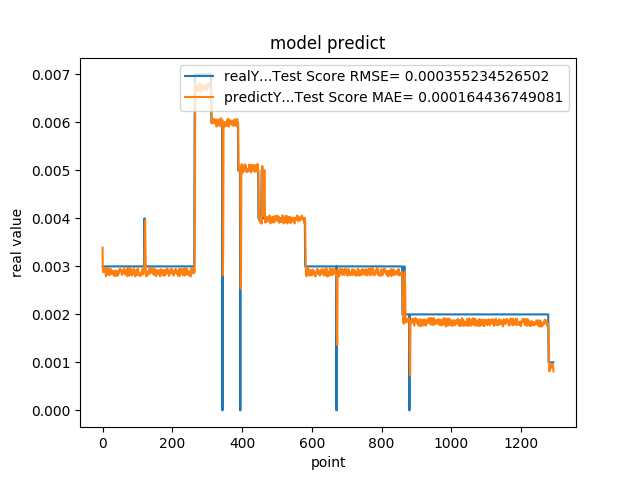 model predict
realY...Test Score RMSE= 0.000355234526502
predictY...Test Score MAE= 0.000164436749081
0.007
0.006
0.005
0.004
0.003
0.002
0.001
0.000
real value
0 200 400 600 800 1000 1200
point